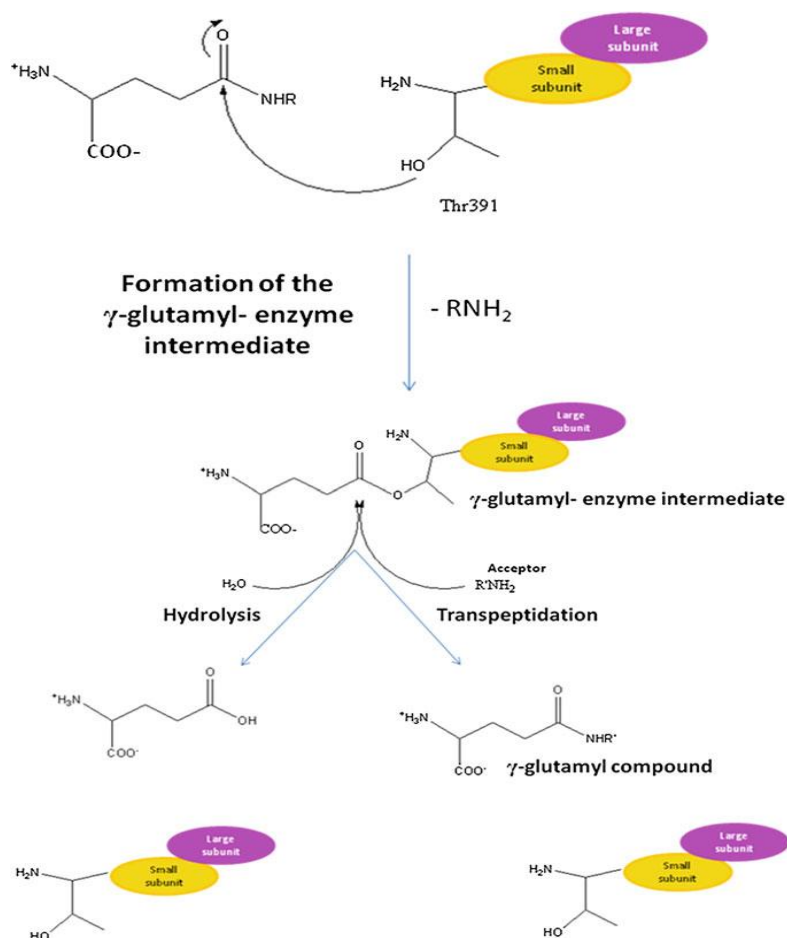 O
Large
subunit
⁺H₃N
NHR
COO-
H₂N
Small
subunit
HO
Thr391
Formation of the
γ-glutamyl- enzyme
intermediate
- RNH₂
⁺H₃N
O
O
COO-
H₂N
Large
subunit
Small
subunit
γ-glutamyl- enzyme intermediate
H₂O
Acceptor
R'NH₂
Hydrolysis
Transpeptidation
⁺H₃N
O
OH
COO⁻
⁺H₃N
O
NHR'
COO⁻
γ-glutamyl compound
Large
subunit
H₂N
Small
subunit
HO
Large
subunit
H₂N
Small
subunit
HO